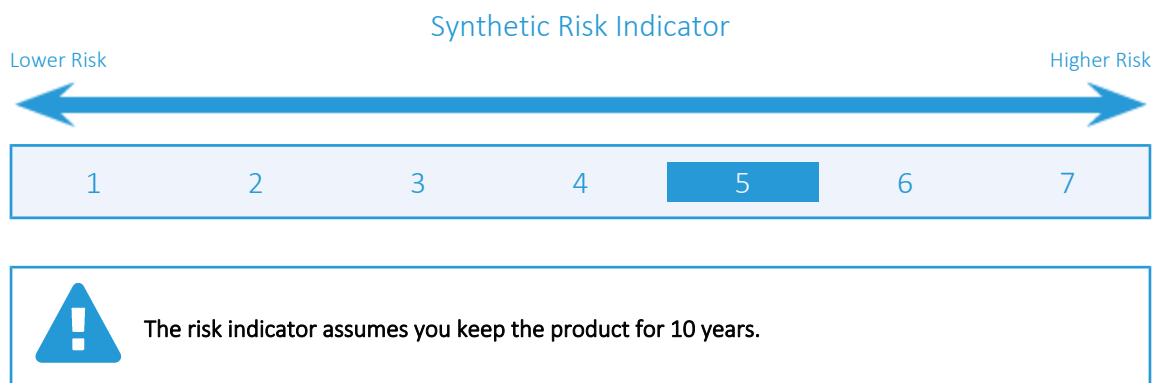 Synthetic Risk Indicator
Lower Risk Higher Risk
1 2 3 4 5 6 7
The risk indicator assumes you keep the product for 10 years.